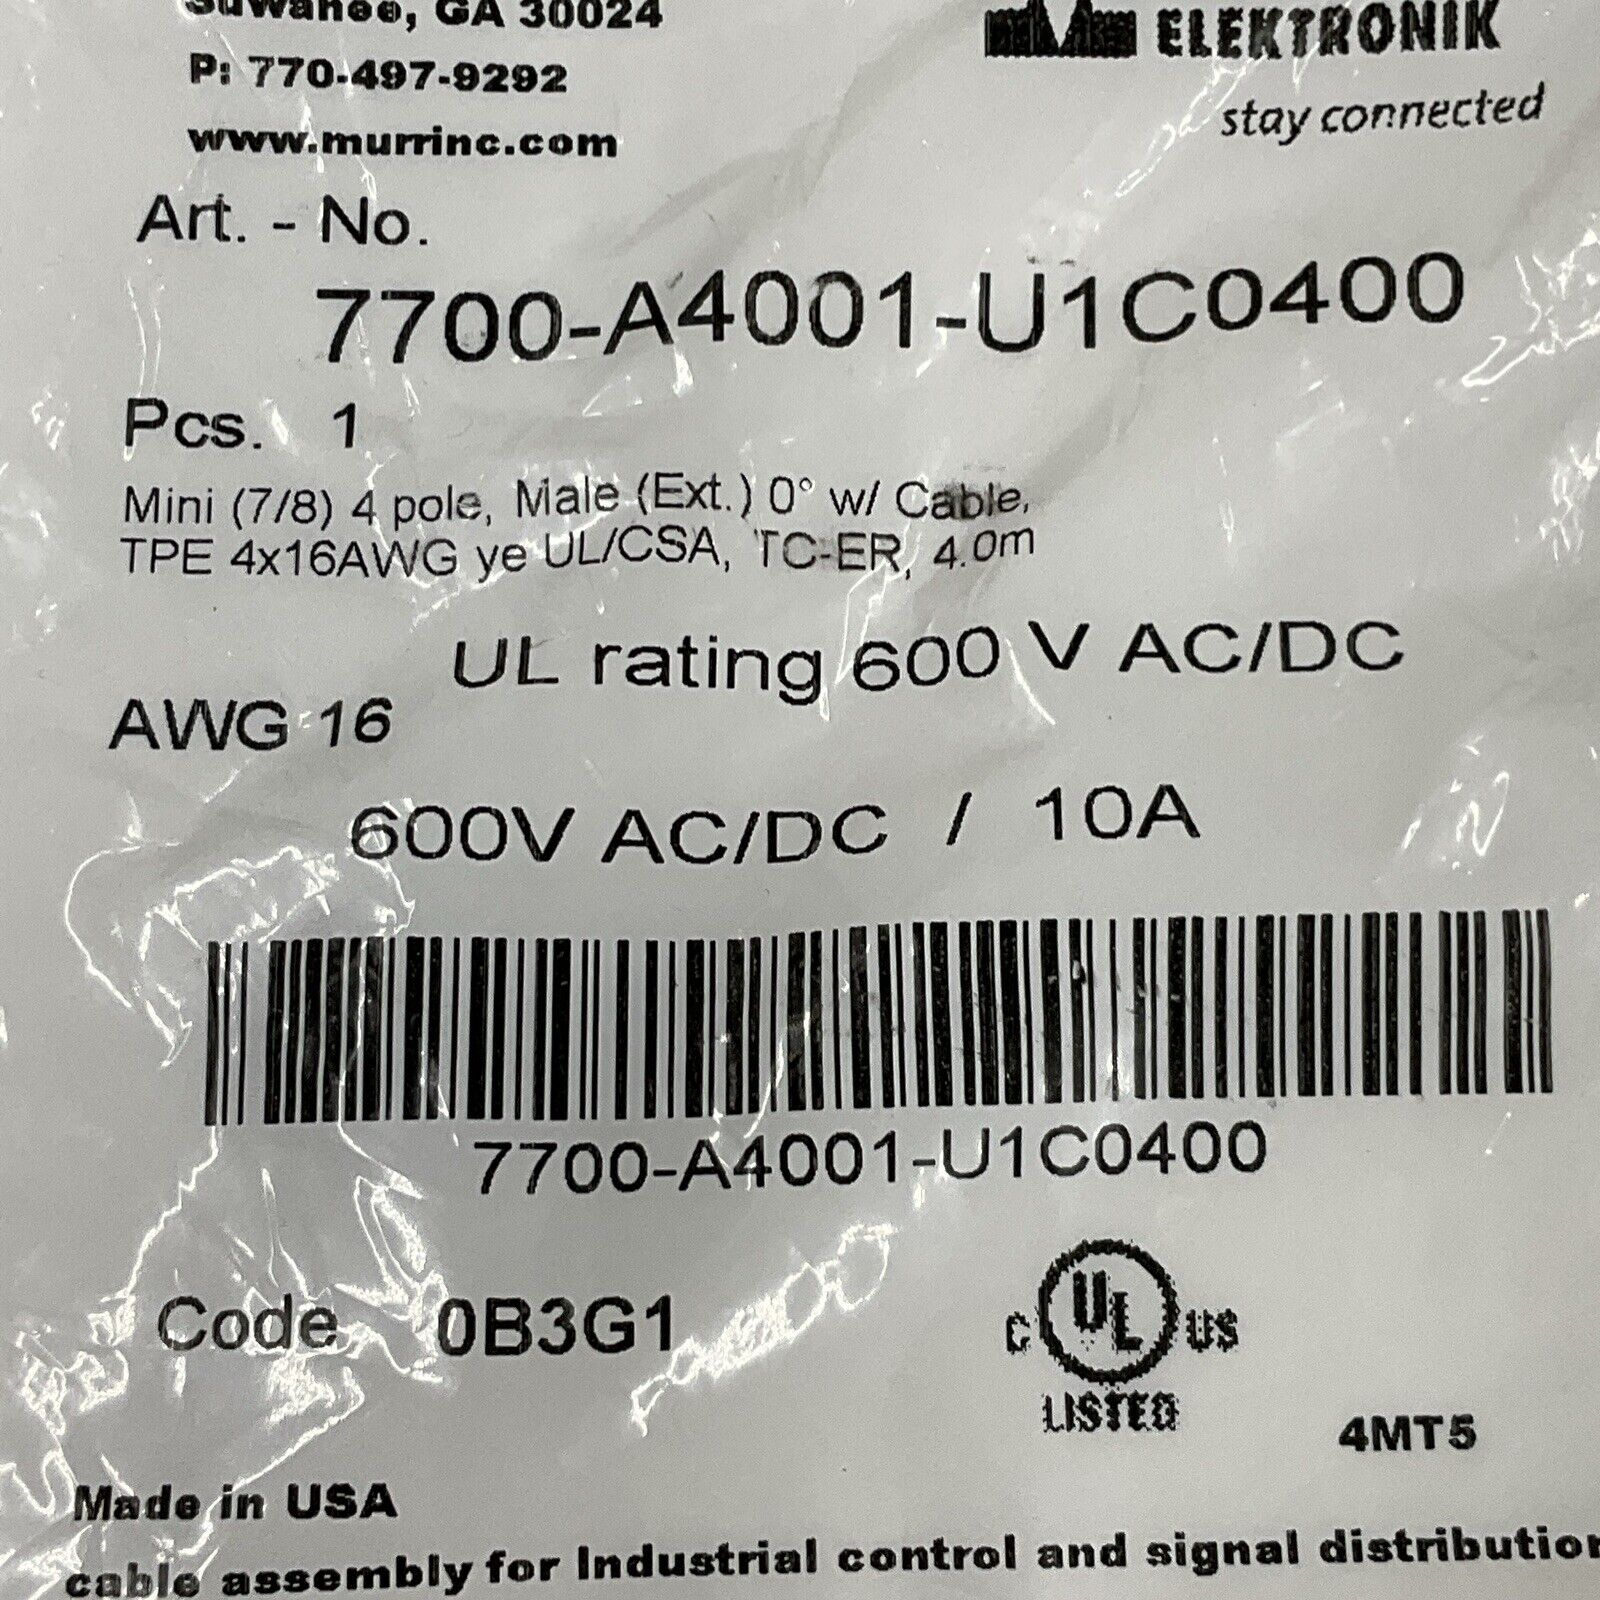 Suwanee, GA 30024
P: 770-497-9292
www.murrinc.com
ELEKTRONIK
stay connected
Art. - No.
7700-A4001-U1C0400
Pcs. 1
Mini (7/8) 4 pole, Male (Ext.) 0° w/ Cable,
TPE 4x16AWG ye UL/CSA, TC-ER, 4.0m
UL rating 600 V AC/DC
AWG 16
600V AC/DC / 10A
7700-A4001-U1C0400
Code 0B3G1
C UL US
LISTED
4MT5
Made in USA
cable assembly for Industrial control and signal distribution